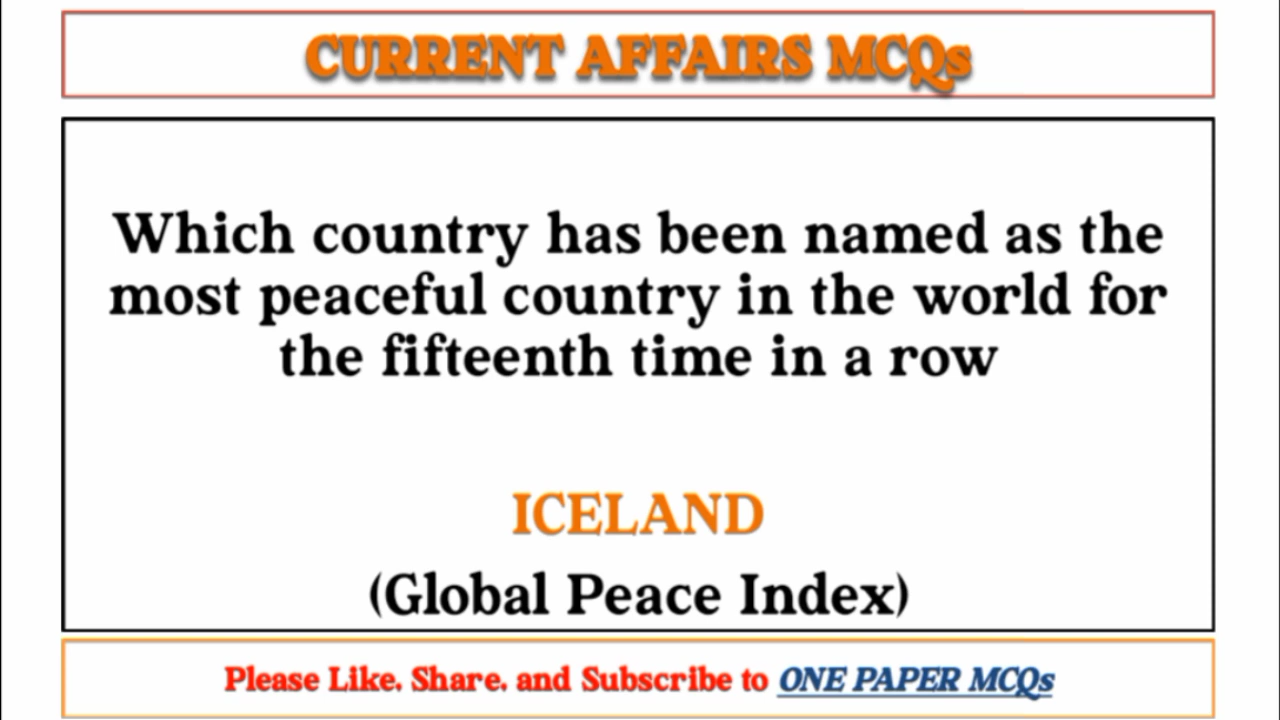 CURRENT AFFAIRS MCQs
Which country has been named as the
most peaceful country in the world for
the fifteenth time in a row
ICELAND
(Global Peace Index)
Please Like. Share. and Subscribe to ONE PAPER MCQs